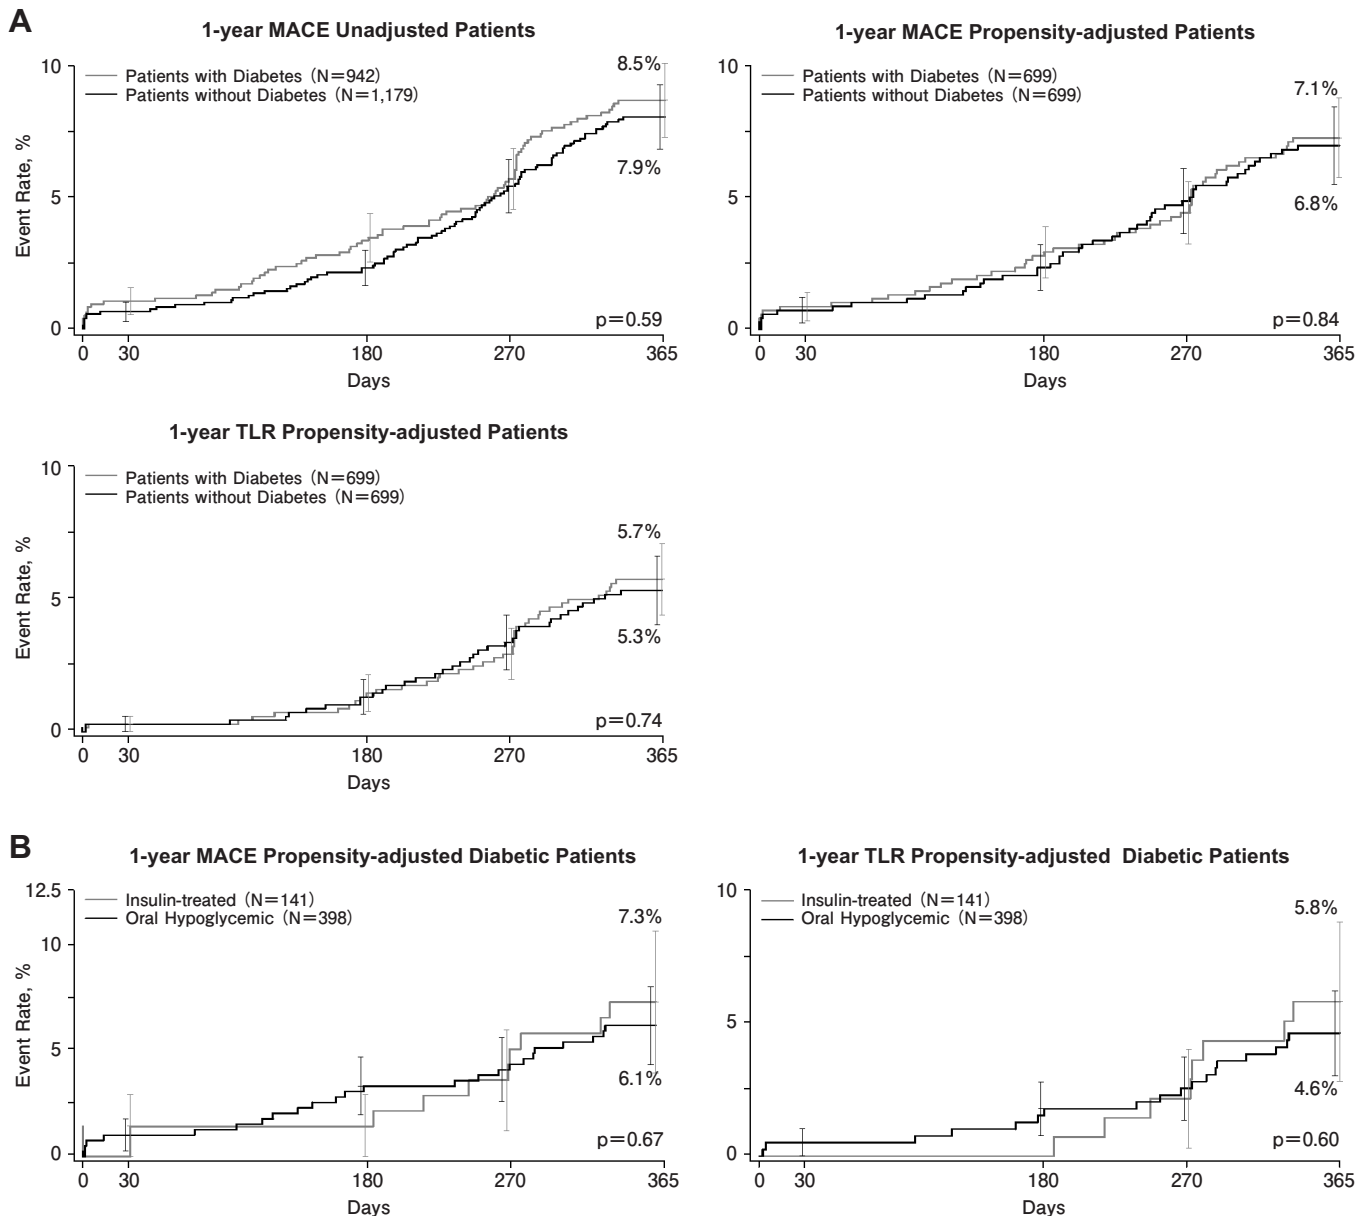 A
1-year MACE Unadjusted Patients
10
5
0
Event Rate, %
Patients with Diabetes (N=942)
Patients without Diabetes (N=1,179)
8.5%
7.9%
p=0.59
0 30 180 270 365
Days
1-year MACE Propensity-adjusted Patients
10
5
0
Patients with Diabetes (N=699)
Patients without Diabetes (N=699)
7.1%
6.8%
p=0.84
0 30 180 270 365
Days
1-year TLR Propensity-adjusted Patients
10
5
0
Event Rate, %
Patients with Diabetes (N=699)
Patients without Diabetes (N=699)
5.7%
5.3%
p=0.74
0 30 180 270 365
Days
B
1-year MACE Propensity-adjusted Diabetic Patients
12.5
10
5
0
Event Rate, %
Insulin-treated (N=141)
Oral Hypoglycemic (N=398)
7.3%
6.1%
p=0.67
0 30 180 270 365
Days
1-year TLR Propensity-adjusted Diabetic Patients
10
5
0
Insulin-treated (N=141)
Oral Hypoglycemic (N=398)
5.8%
4.6%
p=0.60
0 30 180 270 365
Days